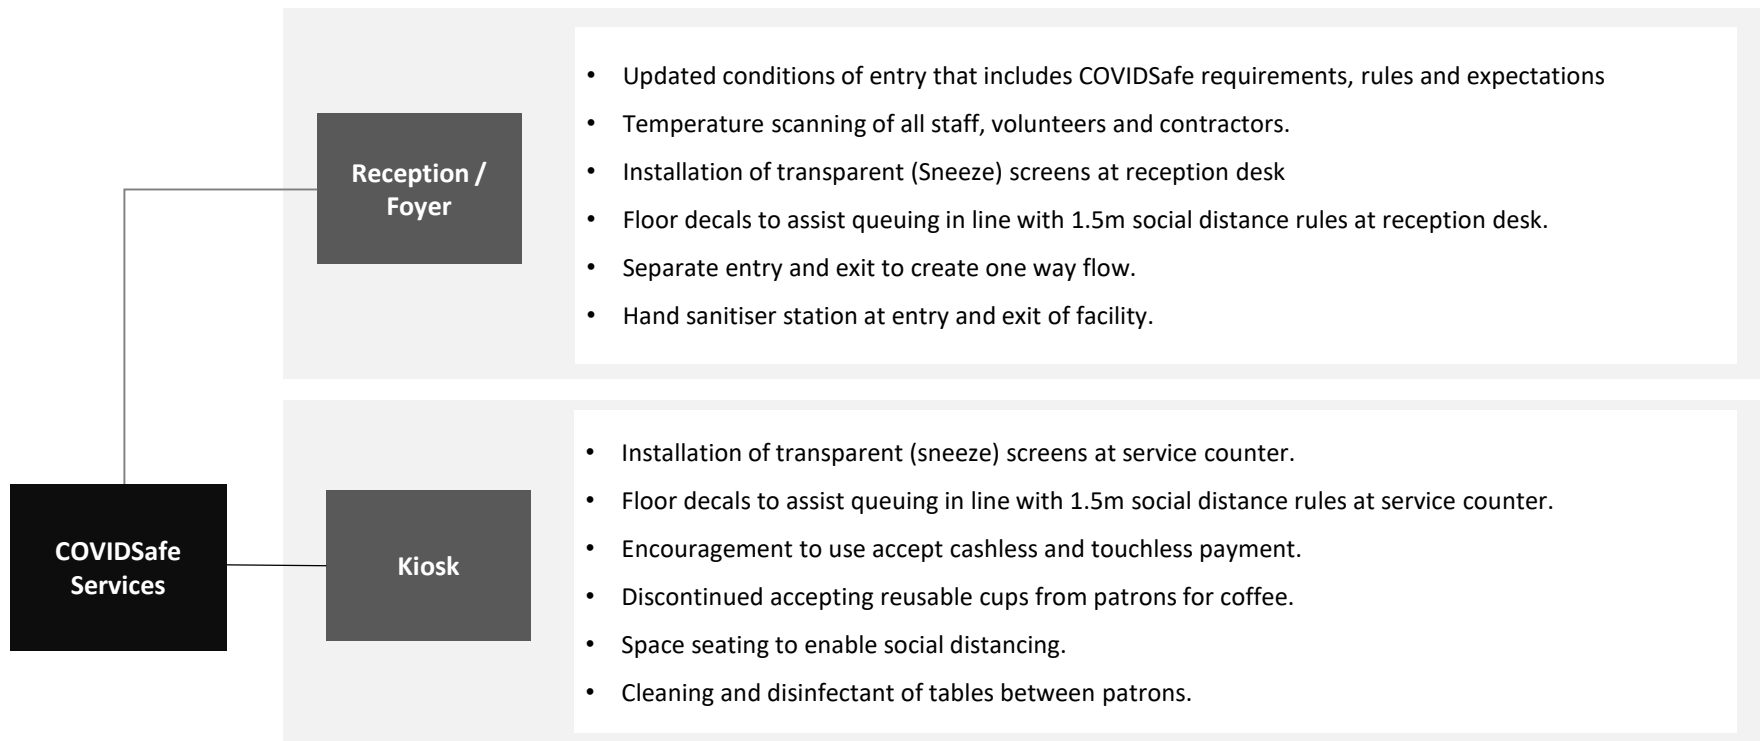 Reception /
Foyer
• Updated conditions of entry that includes COVIDSafe requirements, rules and expectations
• Temperature scanning of all staff, volunteers and contractors.
• Installation of transparent (Sneeze) screens at reception desk
• Floor decals to assist queuing in line with 1.5m social distance rules at reception desk.
• Separate entry and exit to create one way flow.
• Hand sanitiser station at entry and exit of facility.
COVIDSafe
Services
Kiosk
• Installation of transparent (sneeze) screens at service counter.
• Floor decals to assist queuing in line with 1.5m social distance rules at service counter.
• Encouragement to use accept cashless and touchless payment.
• Discontinued accepting reusable cups from patrons for coffee.
• Space seating to enable social distancing.
• Cleaning and disinfectant of tables between patrons.